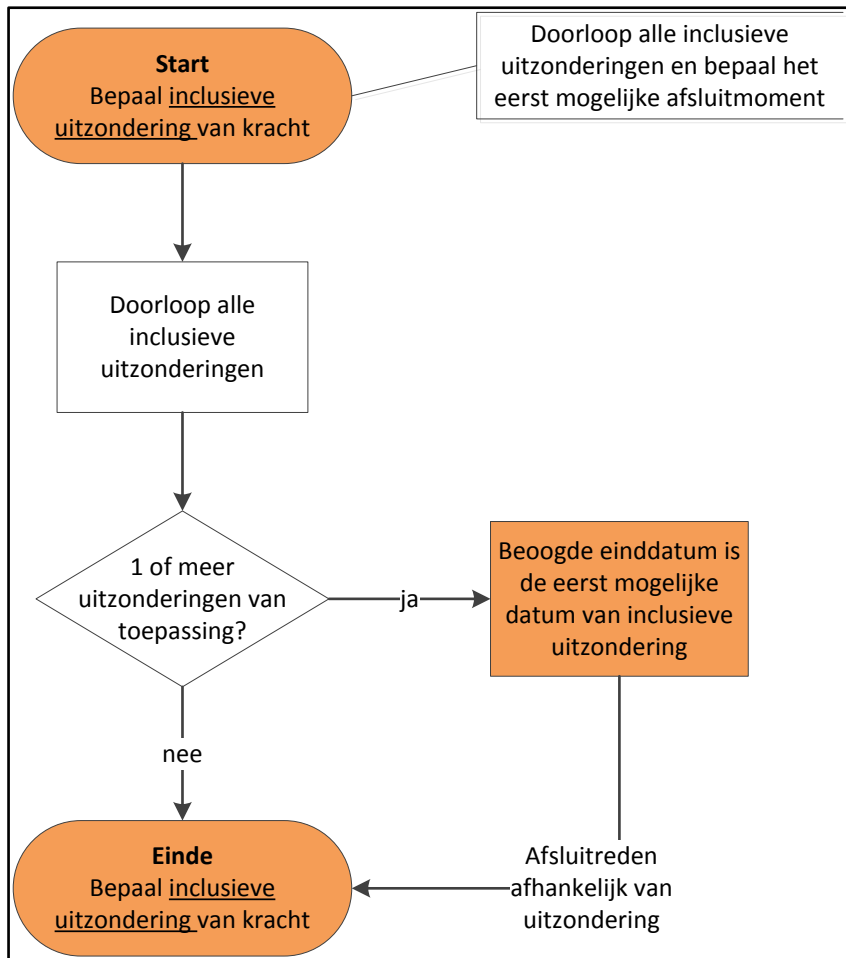 Start
Bepaal inclusieve
uitzondering van kracht
Doorloop alle inclusieve
uitzonderingen en bepaal het
eerst mogelijke afsluitmoment
Doorloop alle
inclusieve
uitzonderingen
1 of meer
uitzonderingen van
toepassing?
ja
Beoogde einddatum is
de eerst mogelijke
datum van inclusieve
uitzondering
nee
Afsluitreden
afhankelijk van
uitzondering
Einde
Bepaal inclusieve
uitzondering van kracht